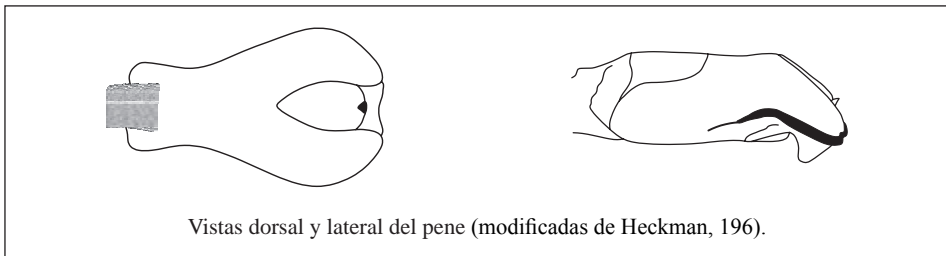 Vistas dorsal y lateral del pene (modificadas de Heckman, 196).